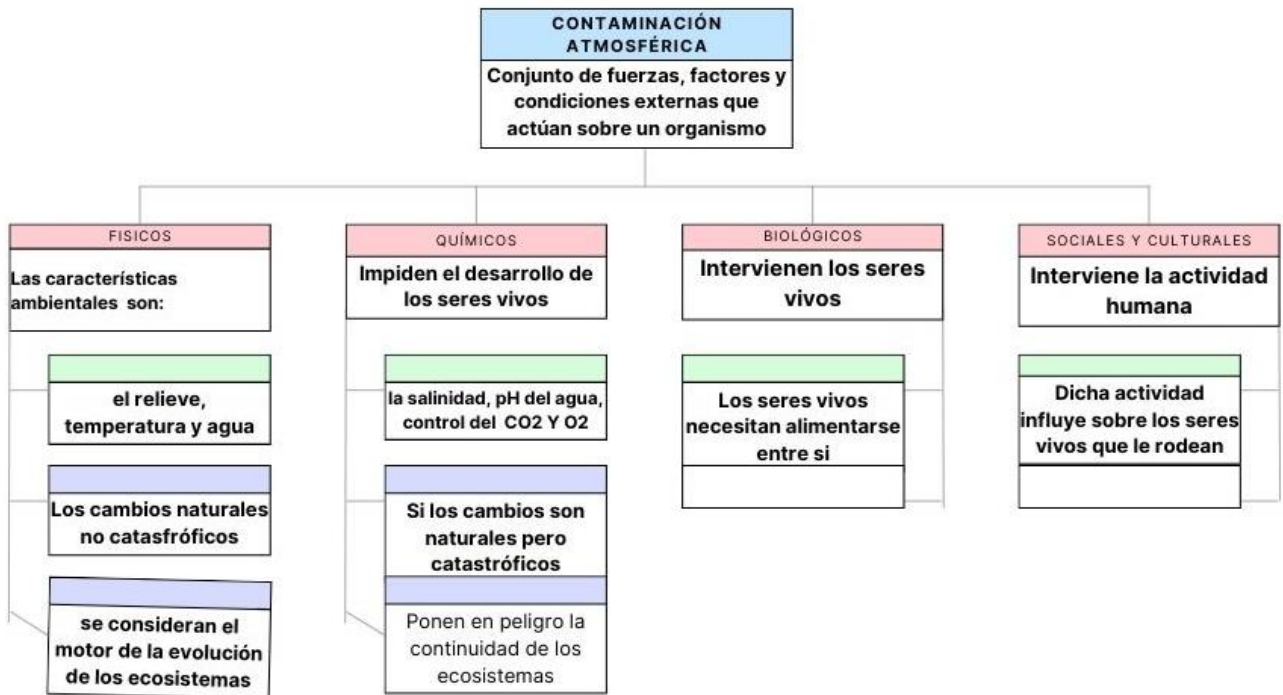 CONTAMINACIÓN
ATMOSFÉRICA
Conjunto de fuerzas, factores y
condiciones externas que
actúan sobre un organismo
FISICOS
Las características
ambientales son:
el relieve,
temperatura y agua
Los cambios naturales
no catasfróficos
se consideran el
motor de la evolución
de los ecosistemas
QUÍMICOS
Impiden el desarrollo de
los seres vivos
la salinidad, pH del agua,
control del CO2 Y O2
Si los cambios son
naturales pero
catastróficos
Ponen en peligro la
continuidad de los
ecosistemas
BIOLÓGICOS
Intervienen los seres
vivos
Los seres vivos
necesitan alimentarse
entre si
SOCIALES Y CULTURALES
Interviene la actividad
humana
Dicha actividad
influye sobre los seres
vivos que le rodean